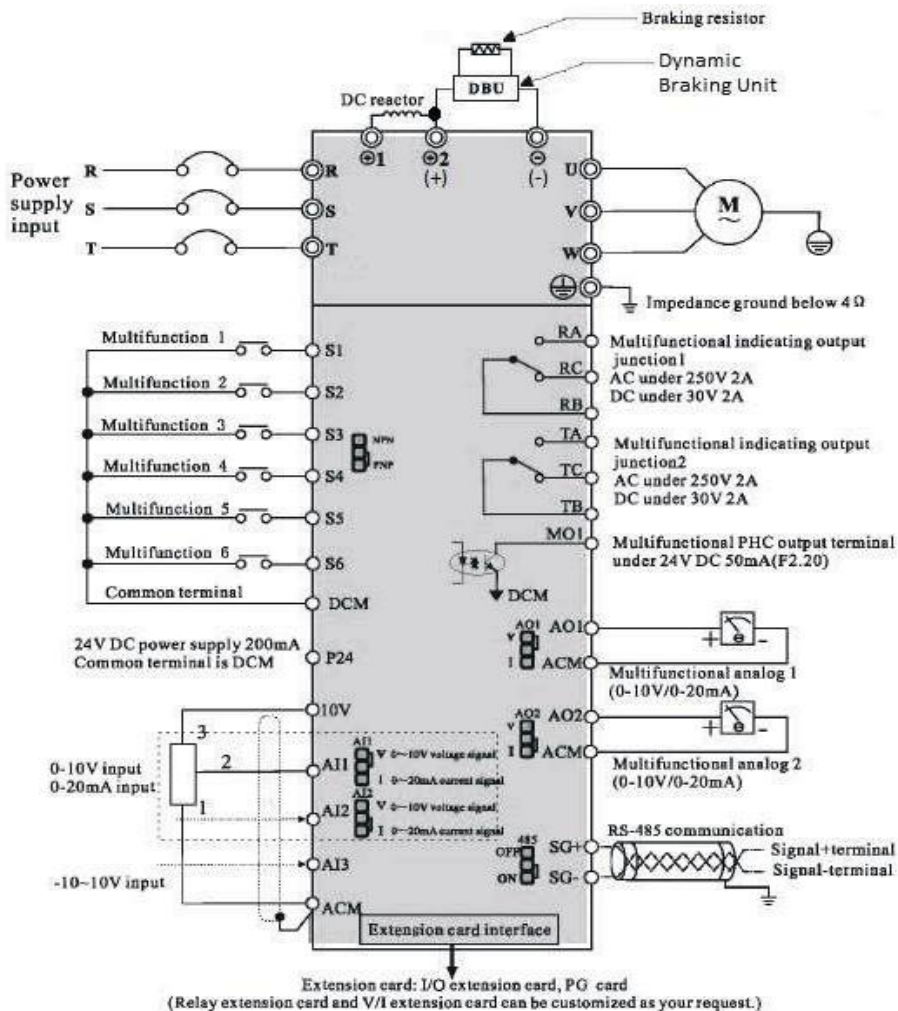 Braking resistor
Dynamic
Braking Unit
DBU
DC reactor
⊕1
⊕2
(+)
⊖
(-)
Power
supply
input
R
S
T
R
S
T
U
V
W
M
~
Impedance ground below 4 Ω
Multifunction 1
S1
Multifunction 2
S2
Multifunction 3
S3
Multifunction 4
S4
Multifunction 5
S5
Multifunction 6
S6
Common terminal
DCM
NPN
PNP
24V DC power supply 200mA
Common terminal is DCM
P24
10V
3
2
1
0-10V input
0-20mA input
AI1
AI1
V 0~10V voltage signal
I 0~20mA current signal
AI2
AI2
V 0~10V voltage signal
I 0~20mA current signal
AI3
-10~10V input
ACM
RA
RC
RB
Multifunctional indicating output
junction1
AC under 250V 2A
DC under 30V 2A
TA
TC
TB
Multifunctional indicating output
junction2
AC under 250V 2A
DC under 30V 2A
MO1
DCM
Multifunctional PHC output terminal
under 24V DC 50mA(F2.20)
AO1
V
I
AO1
ACM
+
-
Multifunctional analog 1
(0-10V/0-20mA)
AO2
V
I
AO2
ACM
+
-
Multifunctional analog 2
(0-10V/0-20mA)
RS-485 communication
485
OFF
ON
SG+
SG-
Signal+terminal
Signal-terminal
Extension card interface
Extension card: I/O extension card, PG card
(Relay extension card and V/I extension card can be customized as your request.)